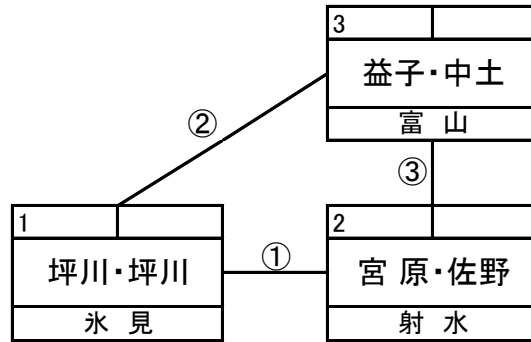 3
益子・中土
富 山
②
③
1
坪川・坪川
氷 見
①
2
宮 原・佐野
射 水